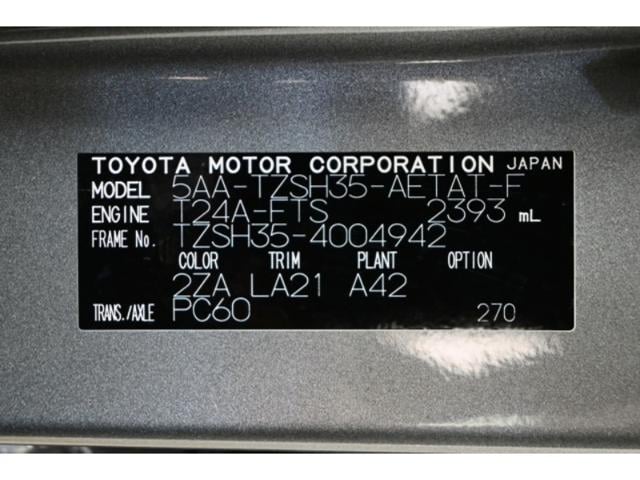 TOYOTA MOTOR CORPORATION JAPAN
MODEL 5AA-TZSH35-AETAT-F
ENGINE T24A-FTS 2393 mL
FRAME No. TZSH35-4004942
COLOR TRIM PLANT OPTION
2ZA LA21 A42
TRANS./AXLE PC60 270